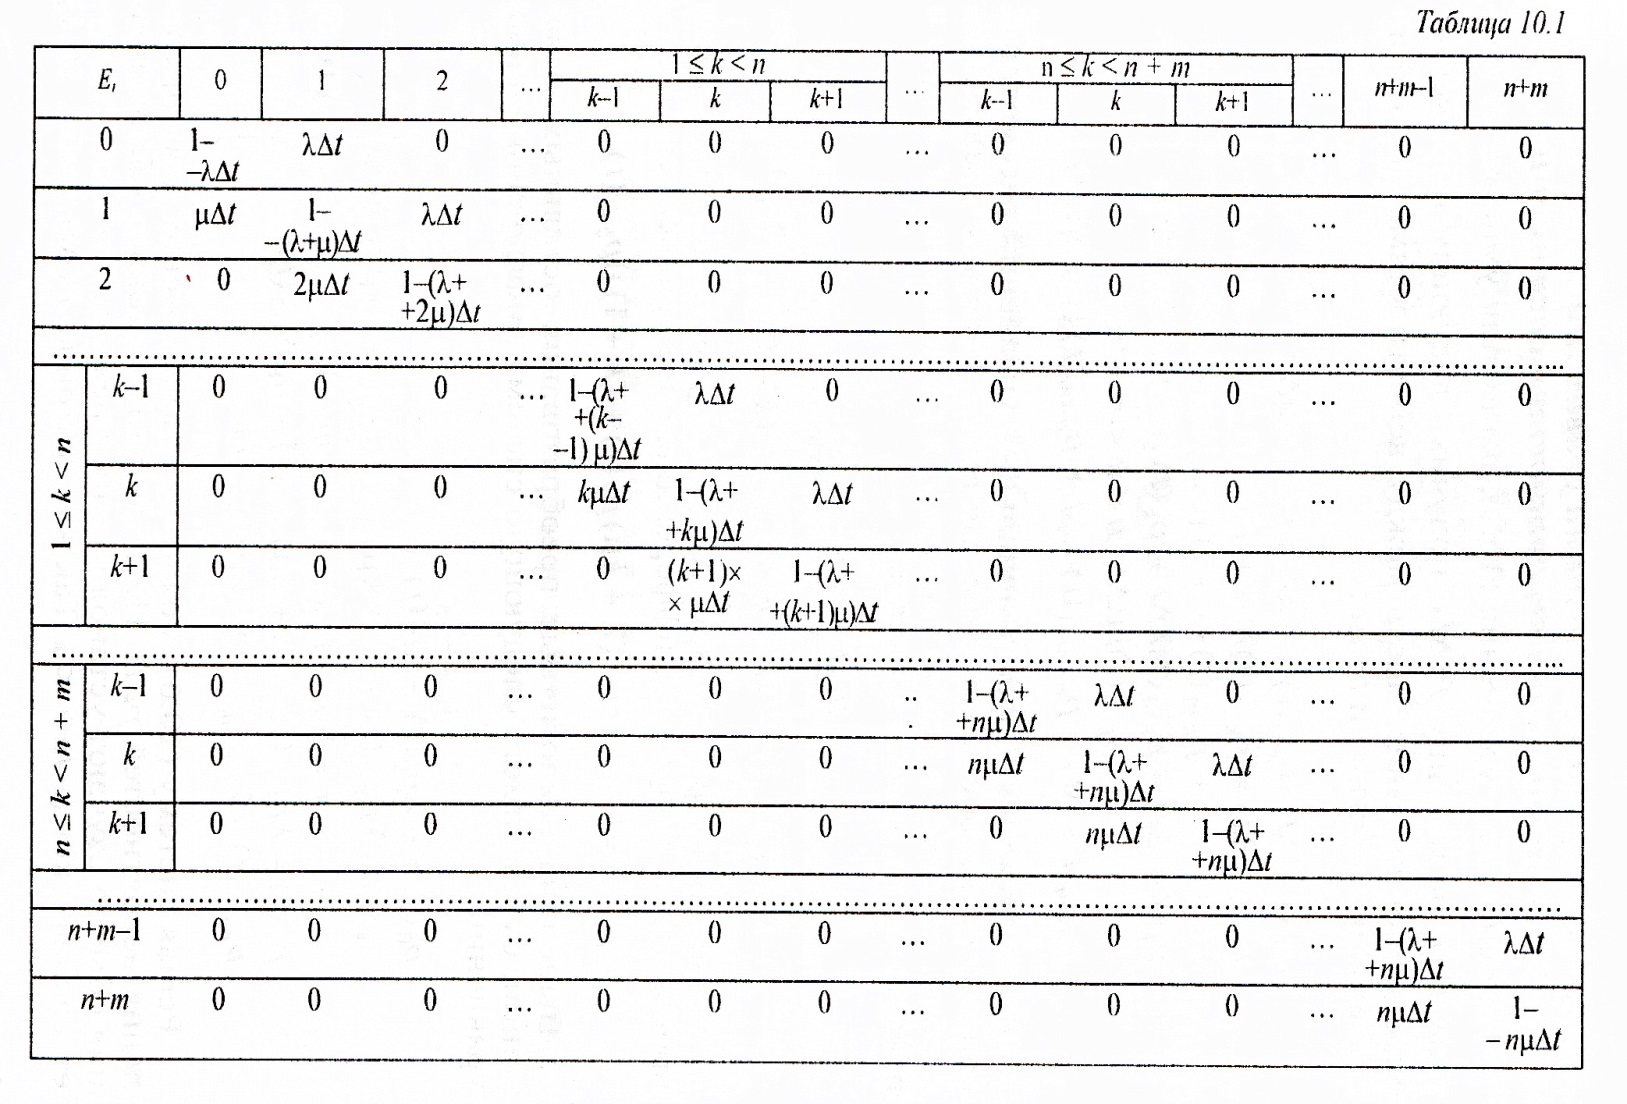 Таблица 10.1
E, 0 1 2 ... 1 ≤ k < n ... n ≤ k < n + m ... n+m–1 n+m
k–1 k k+1 k–1 k k+1
0 1– –λΔt λΔt 0 ... 0 0 0 ... 0 0 0 ... 0 0
1 μΔt 1– –(λ+μ)Δt λΔt ... 0 0 0 ... 0 0 0 ... 0 0
2 0 2μΔt 1–(λ+ +2μ)Δt ... 0 0 0 ... 0 0 0 ... 0 0
1 ≤ k < n
k–1 0 0 0 ... 1–(λ+ +(k– –1) μ)Δt λΔt 0 ... 0 0 0 ... 0 0
k 0 0 0 ... kμΔt 1–(λ+ +kμ)Δt λΔt ... 0 0 0 ... 0 0
k+1 0 0 0 ... 0 (k+1)× × μΔt 1–(λ+ +(k+1)μ)Δt ... 0 0 0 ... 0 0
n ≤ k < n + m
k–1 0 0 0 ... 0 0 0 ... 1–(λ+ +nμ)Δt λΔt 0 ... 0 0
k 0 0 0 ... 0 0 0 ... nμΔt 1–(λ+ +nμ)Δt λΔt ... 0 0
k+1 0 0 0 ... 0 0 0 ... 0 nμΔt 1–(λ+ +nμ)Δt ... 0 0
n+m–1 0 0 0 ... 0 0 0 ... 0 0 0 ... 1–(λ+ +nμ)Δt λΔt
n+m 0 0 0 ... 0 0 0 ... 0 0 0 ... nμΔt 1– – nμΔt